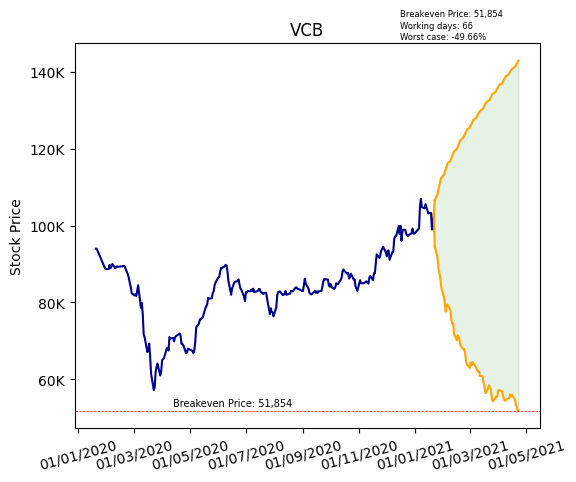 Breakeven Price: 51,854
Working days: 66
Worst case: -49.66%
VCB
Stock Price
140K
120K
100K
80K
60K
Breakeven Price: 51,854
01/01/2020
01/03/2020
01/05/2020
01/07/2020
01/09/2020
01/11/2020
01/01/2021
01/03/2021
01/05/2021